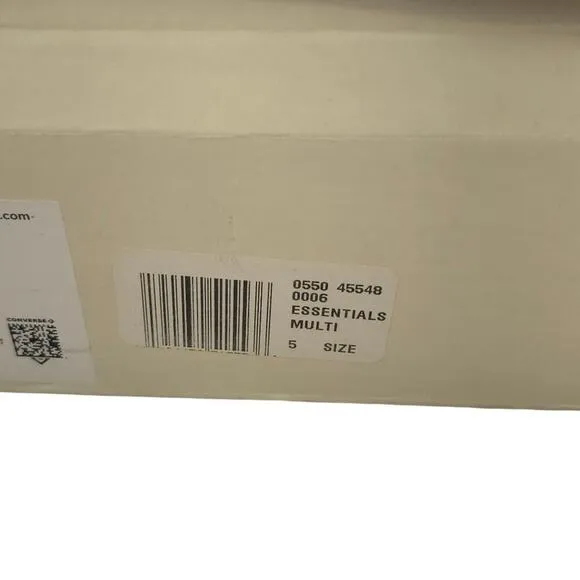 .com-
CONVERSE
0550 45548
0006
ESSENTIALS
MULTI
5 SIZE